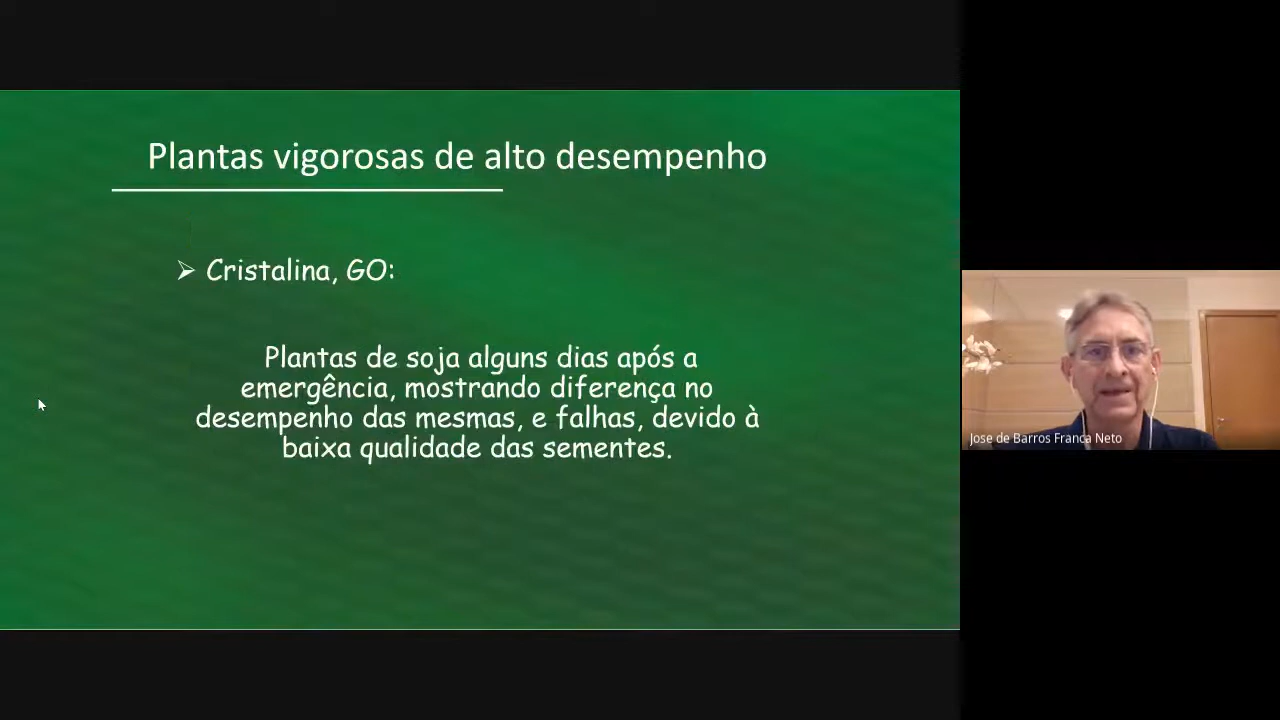 Plantas vigorosas de alto desempenho
➢ Cristalina, GO:
Plantas de soja alguns dias após a
emergência, mostrando diferença no
desempenho das mesmas, e falhas, devido à
baixa qualidade das sementes.
Jose de Barros Franca Neto